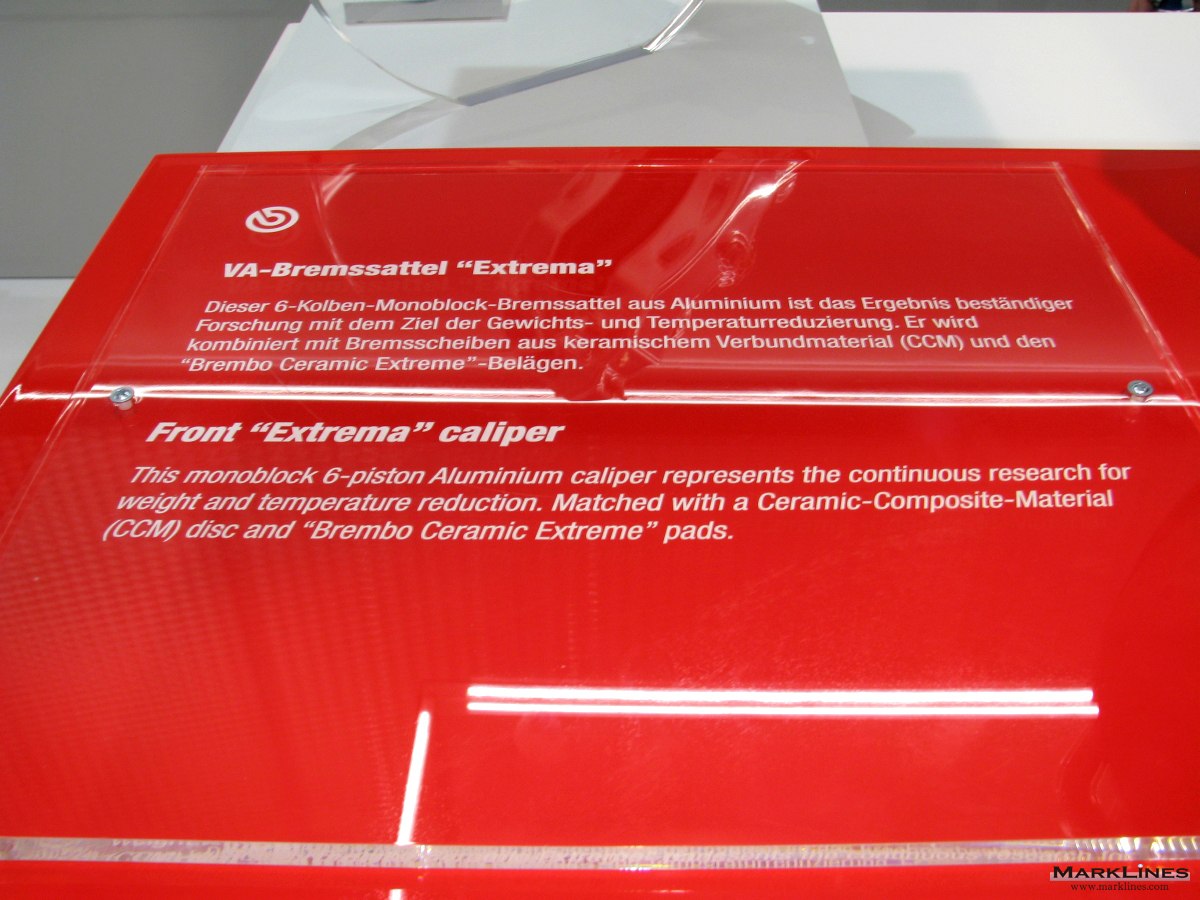 VA-Bremssattel “Extrema”
Dieser 6-Kolben-Monoblock-Bremssattel aus Aluminium ist das Ergebnis beständiger
Forschung mit dem Ziel der Gewichts- und Temperaturreduzierung. Er wird
kombiniert mit Bremsscheiben aus keramischem Verbundmaterial (CCM) und den
“Brembo Ceramic Extreme”-Belägen.
Front “Extrema” caliper
This monoblock 6-piston Aluminium caliper represents the continuous research for
weight and temperature reduction. Matched with a Ceramic-Composite-Material
(CCM) disc and “Brembo Ceramic Extreme” pads.
MARKLINES
www.marklines.com